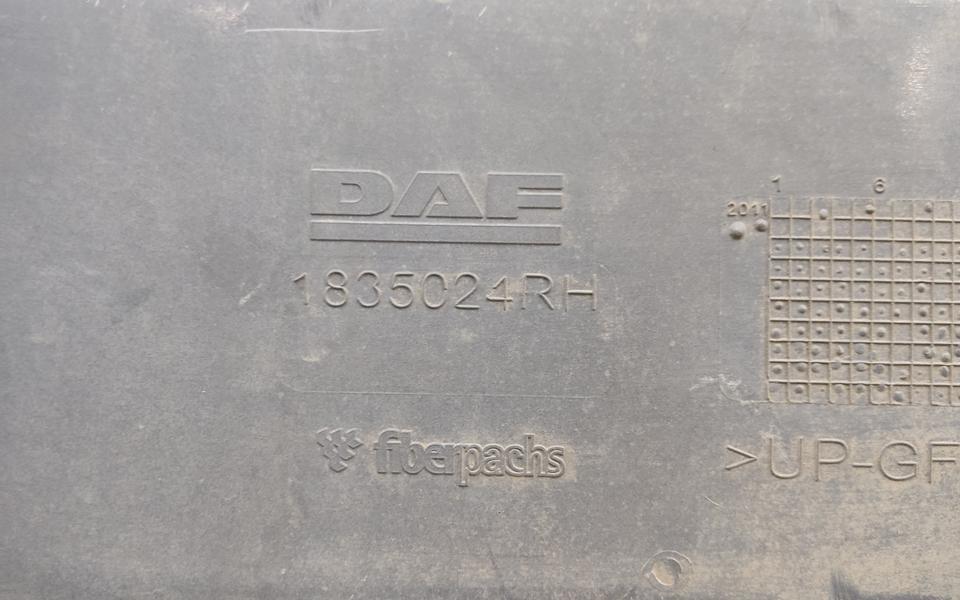 DAF
1835024RH
fiberpachs
1 6
2011
>UP-GF